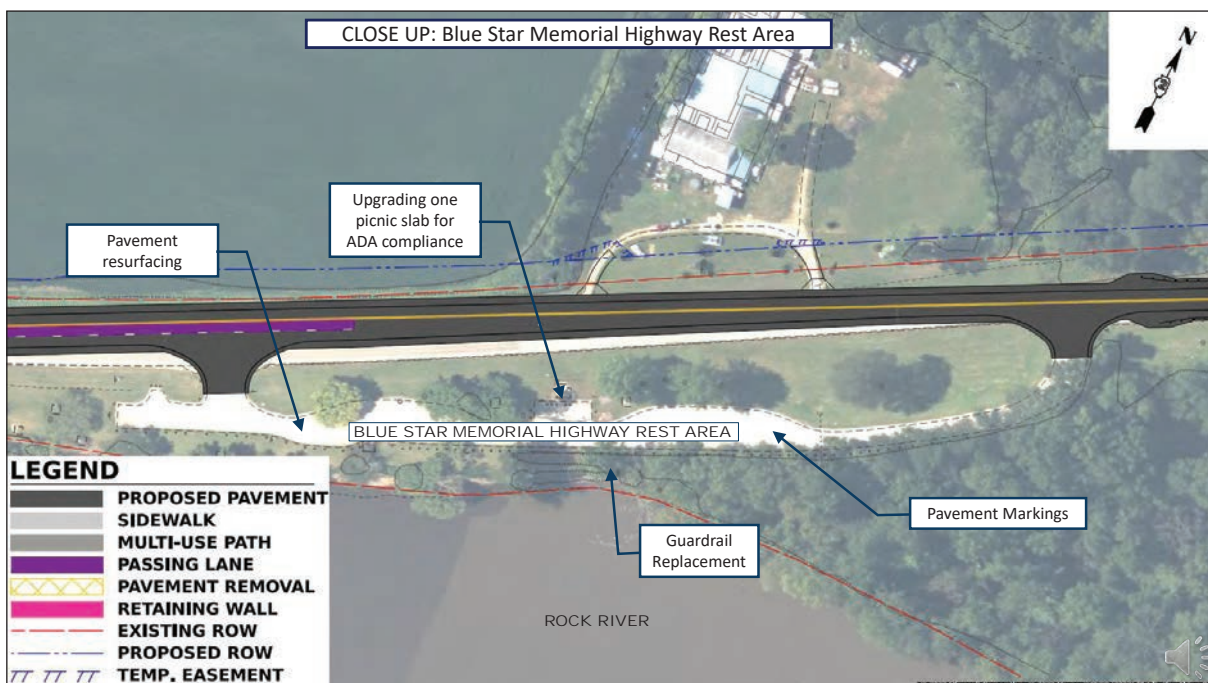 CLOSE UP: Blue Star Memorial Highway Rest Area
N
Upgrading one
picnic slab for
ADA compliance
Pavement
resurfacing
BLUE STAR MEMORIAL HIGHWAY REST AREA
Pavement Markings
Guardrail
Replacement
ROCK RIVER
LEGEND
PROPOSED PAVEMENT
SIDEWALK
MULTI-USE PATH
PASSING LANE
PAVEMENT REMOVAL
RETAINING WALL
EXISTING ROW
PROPOSED ROW
TEMP. EASEMENT